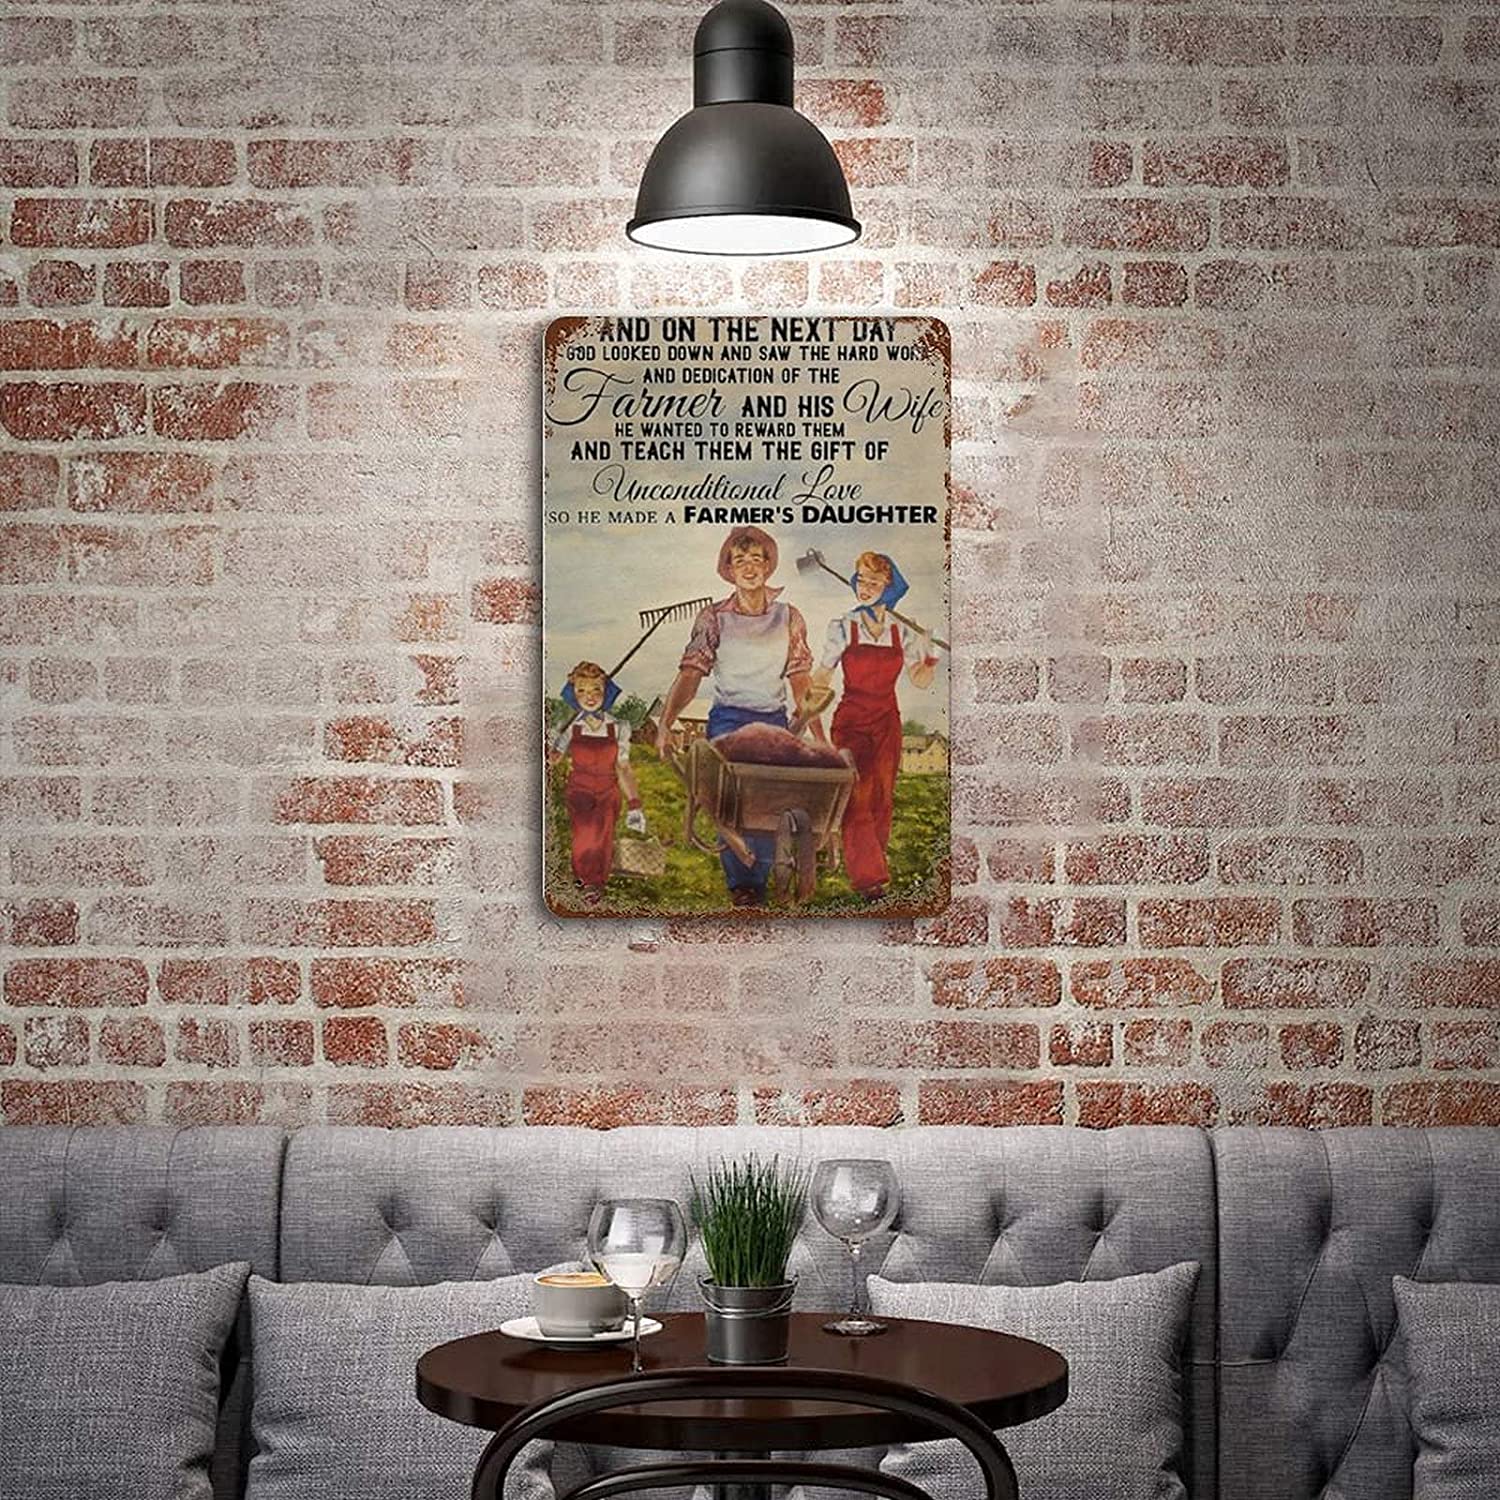 AND ON THE NEXT DAY
GOD LOOKED DOWN AND SAW THE HARD WORK
AND DEDICATION OF THE
Farmer AND HIS Wife
HE WANTED TO REWARD THEM
AND TEACH THEM THE GIFT OF
Unconditional Love
SO HE MADE A FARMER'S DAUGHTER